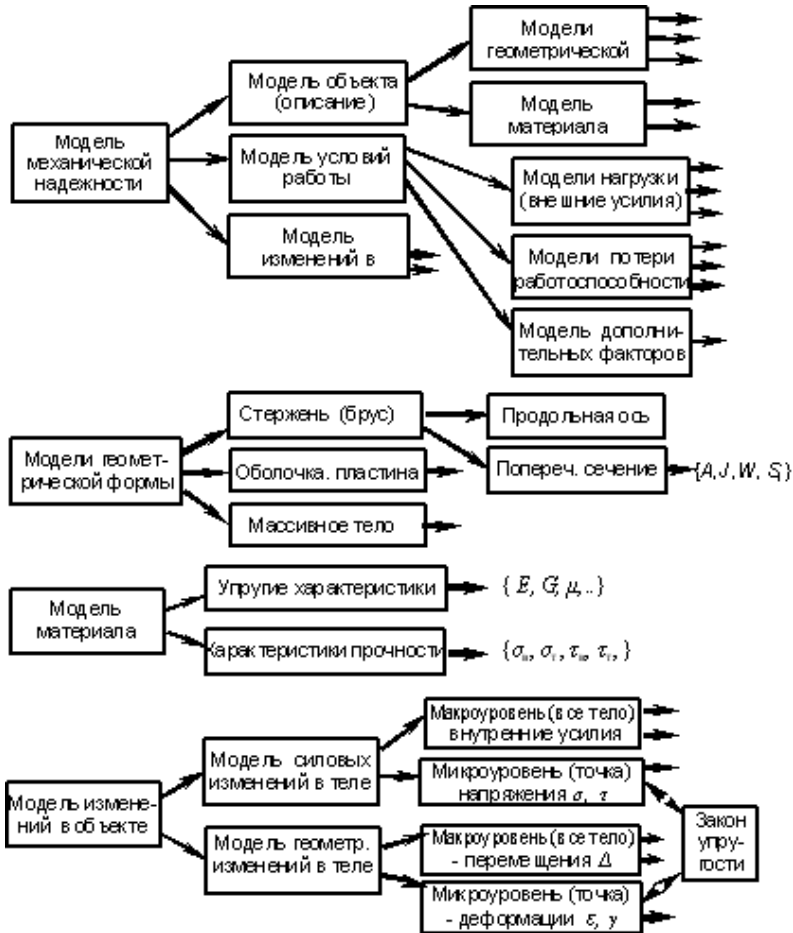 Модель
механической
надежности
Модель объекта
(описание)
Модели
геометрической
Модель
материала
Модель условий
работы
Модели нагрузки
(внешние усилия)
Модели потери
работоспособности
Модель дополни-
тельных факторов
Модель
изменений в
Модели геомет-
рической формы
Стержень (брус)
Продольная ось
Попереч. сечение
{A, J, W, S}
Оболочка. пластина
Массивное тело
Модель
материала
Упругие характеристики
{ E, G, μ, .. }
Характеристики прочности
{σв, σт, τв, τт, }
Модель измене-
ний в объекте
Модель силовых
изменений в теле
Макроуровень (все тело)
внутренние усилия
Микроуровень (точка)
напряжения σ, τ
Модель геометр.
изменений в теле
Макроуровень (все тело)
- перемещения Δ
Микроуровень (точка)
- деформации ε, γ
Закон
упру-
гости